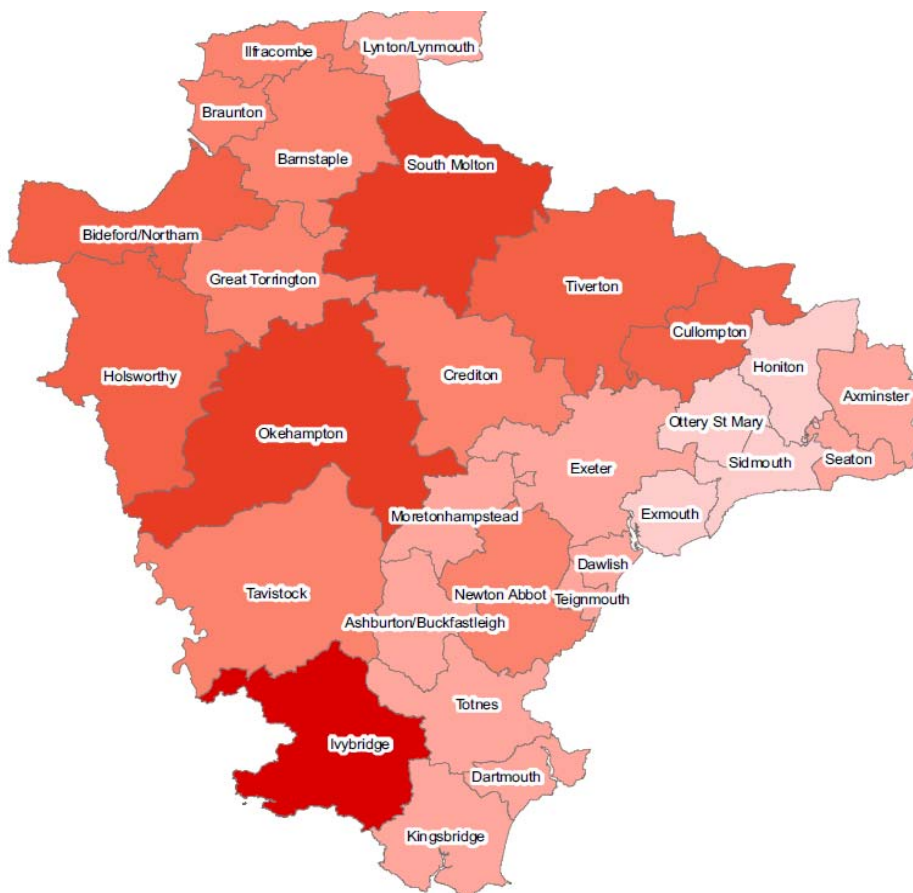 Lynton/Lynmouth
Ilfracombe
Braunton
Barnstaple
South Molton
Bideford/Northam
Great Torrington
Tiverton
Cullompton
Honiton
Holsworthy
Crediton
Axminster
Okehampton
Ottery St Mary
Sidmouth
Seaton
Exeter
Moretonhampstead
Exmouth
Dawlish
Tavistock
Newton Abbot
Teignmouth
Ashburton/Buckfastleigh
Totnes
Ivybridge
Dartmouth
Kingsbridge